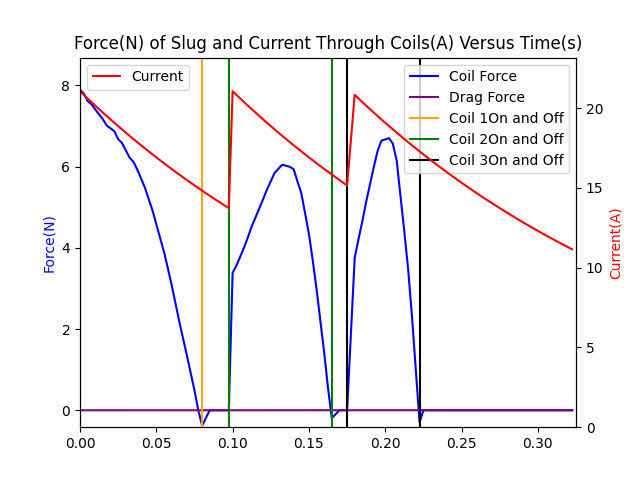 Force(N) of Slug and Current Through Coils(A) Versus Time(s)
Current
Coil Force
Drag Force
Coil 1On and Off
Coil 2On and Off
Coil 3On and Off
Force(N)
8
6
4
2
0
Current(A)
20
15
10
5
0
0.00 0.05 0.10 0.15 0.20 0.25 0.30